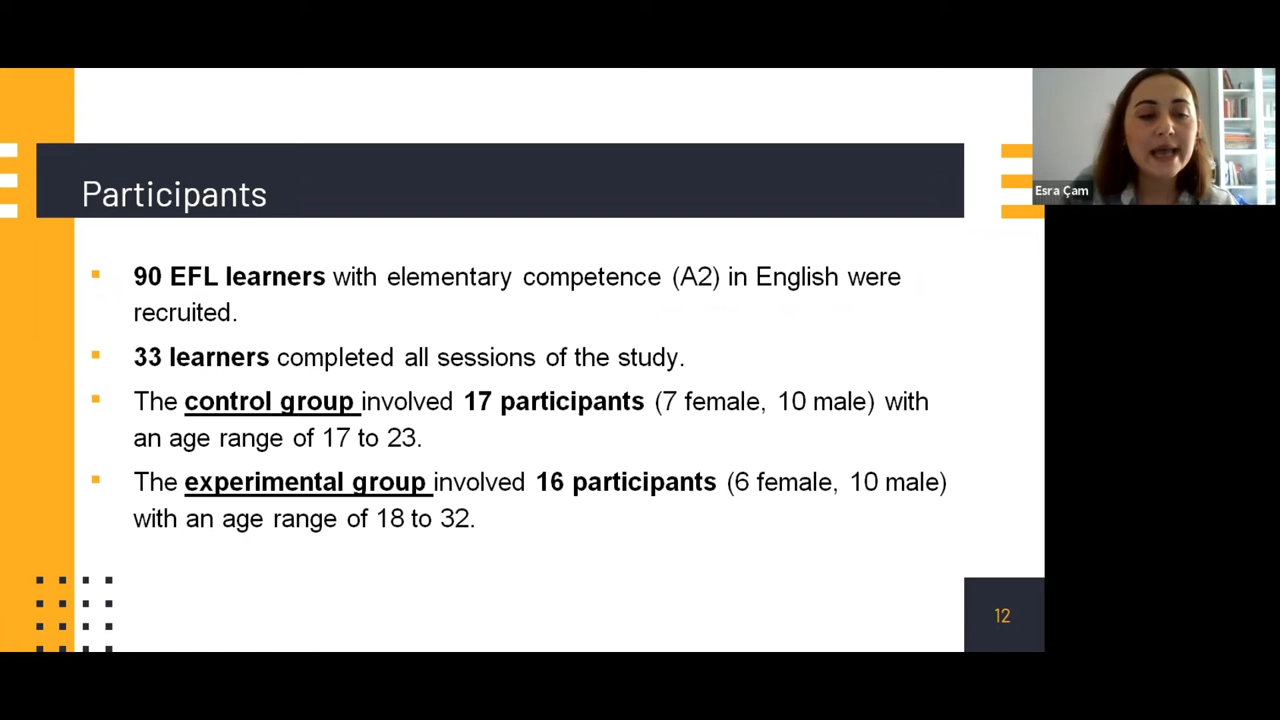 Participants
Esra Çam
90 EFL learners with elementary competence (A2) in English were
recruited.
33 learners completed all sessions of the study.
The control group involved 17 participants (7 female, 10 male) with
an age range of 17 to 23.
The experimental group involved 16 participants (6 female, 10 male)
with an age range of 18 to 32.
12